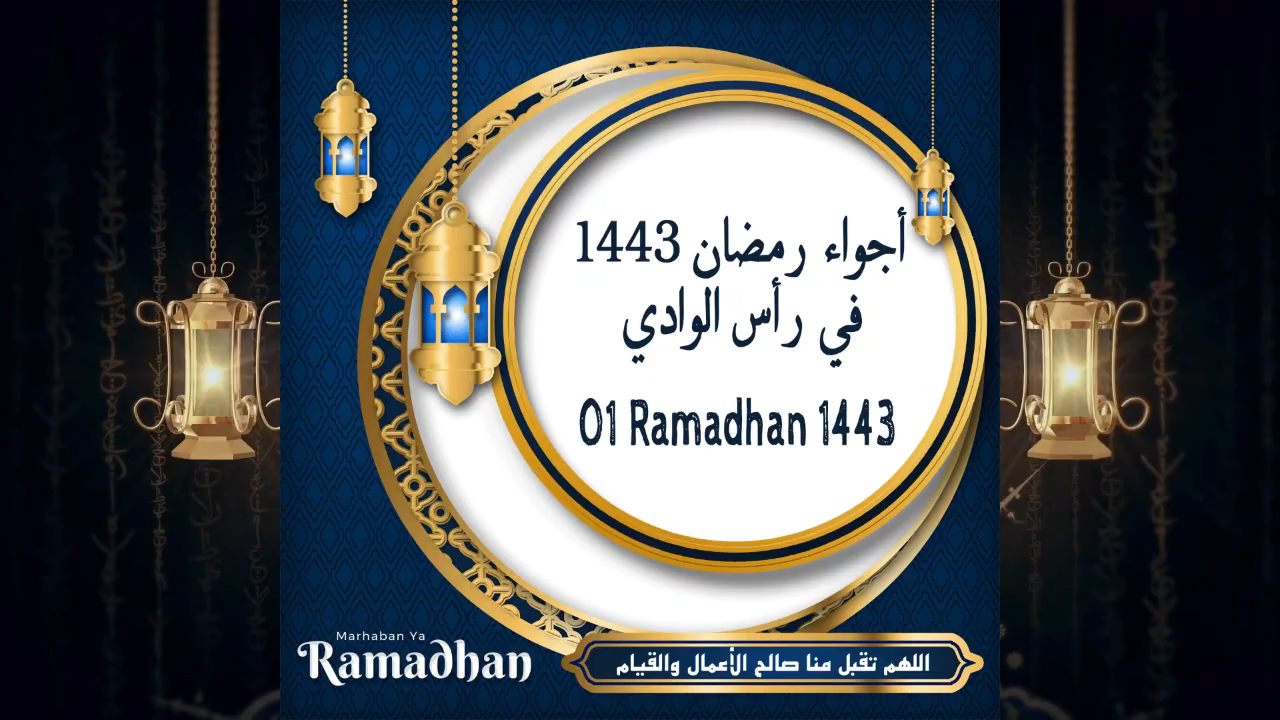 أجواء رمضان 1443
في رأس الوادي
01 Ramadhan 1443
Marhaban Ya
Ramadhan
اللهم تقبل منا صالح الأعمال والقيام